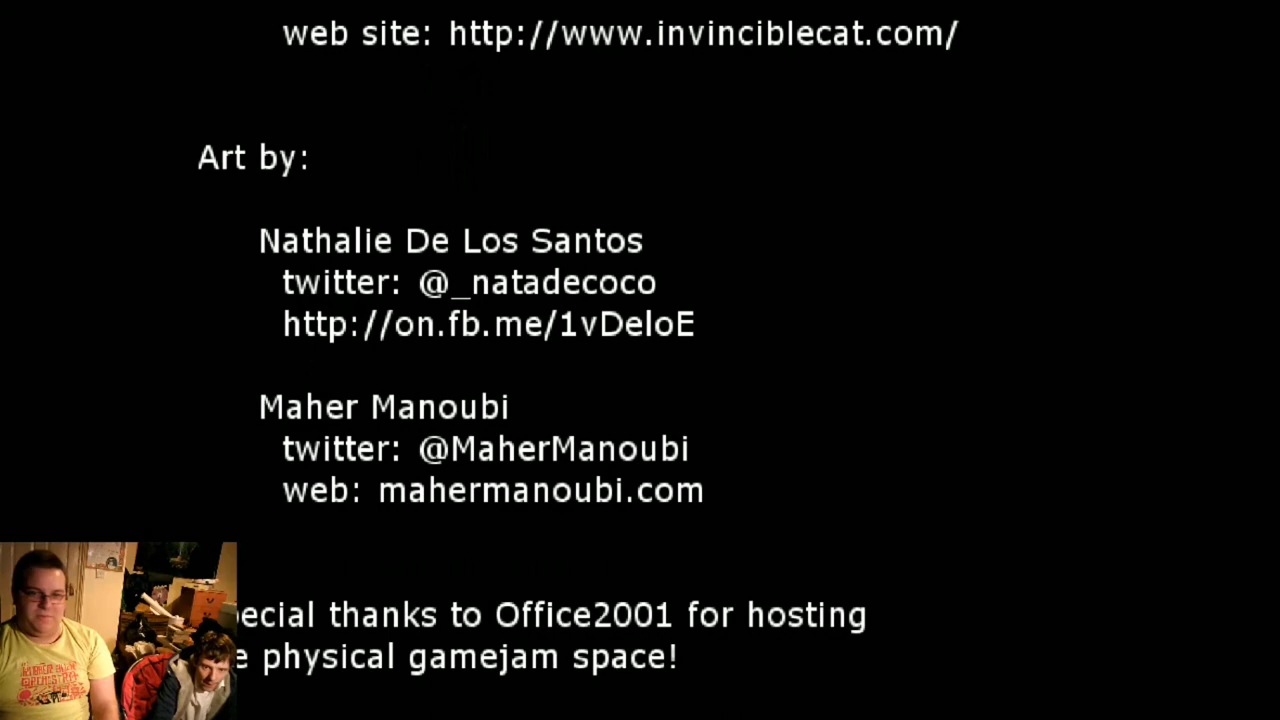 web site: http://www.invinciblecat.com/
Art by:
Nathalie De Los Santos
twitter: @_natadecoco
http://on.fb.me/1vDeloE
Maher Manoubi
twitter: @MaherManoubi
web: mahermanoubi.com
ecial thanks to Office2001 for hosting
e physical gamejam space!